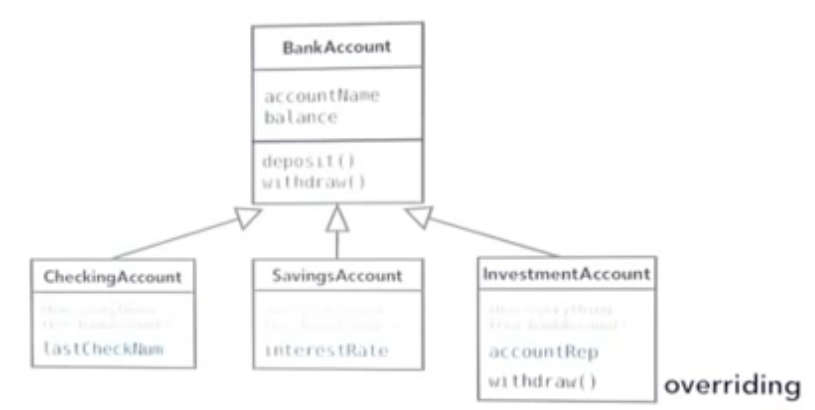 BankAccount
accountName
balance
deposit()
withdraw()
CheckingAccount
lastCheckNum
SavingsAccount
interestRate
InvestmentAccount
accountRep
withdraw()
overriding